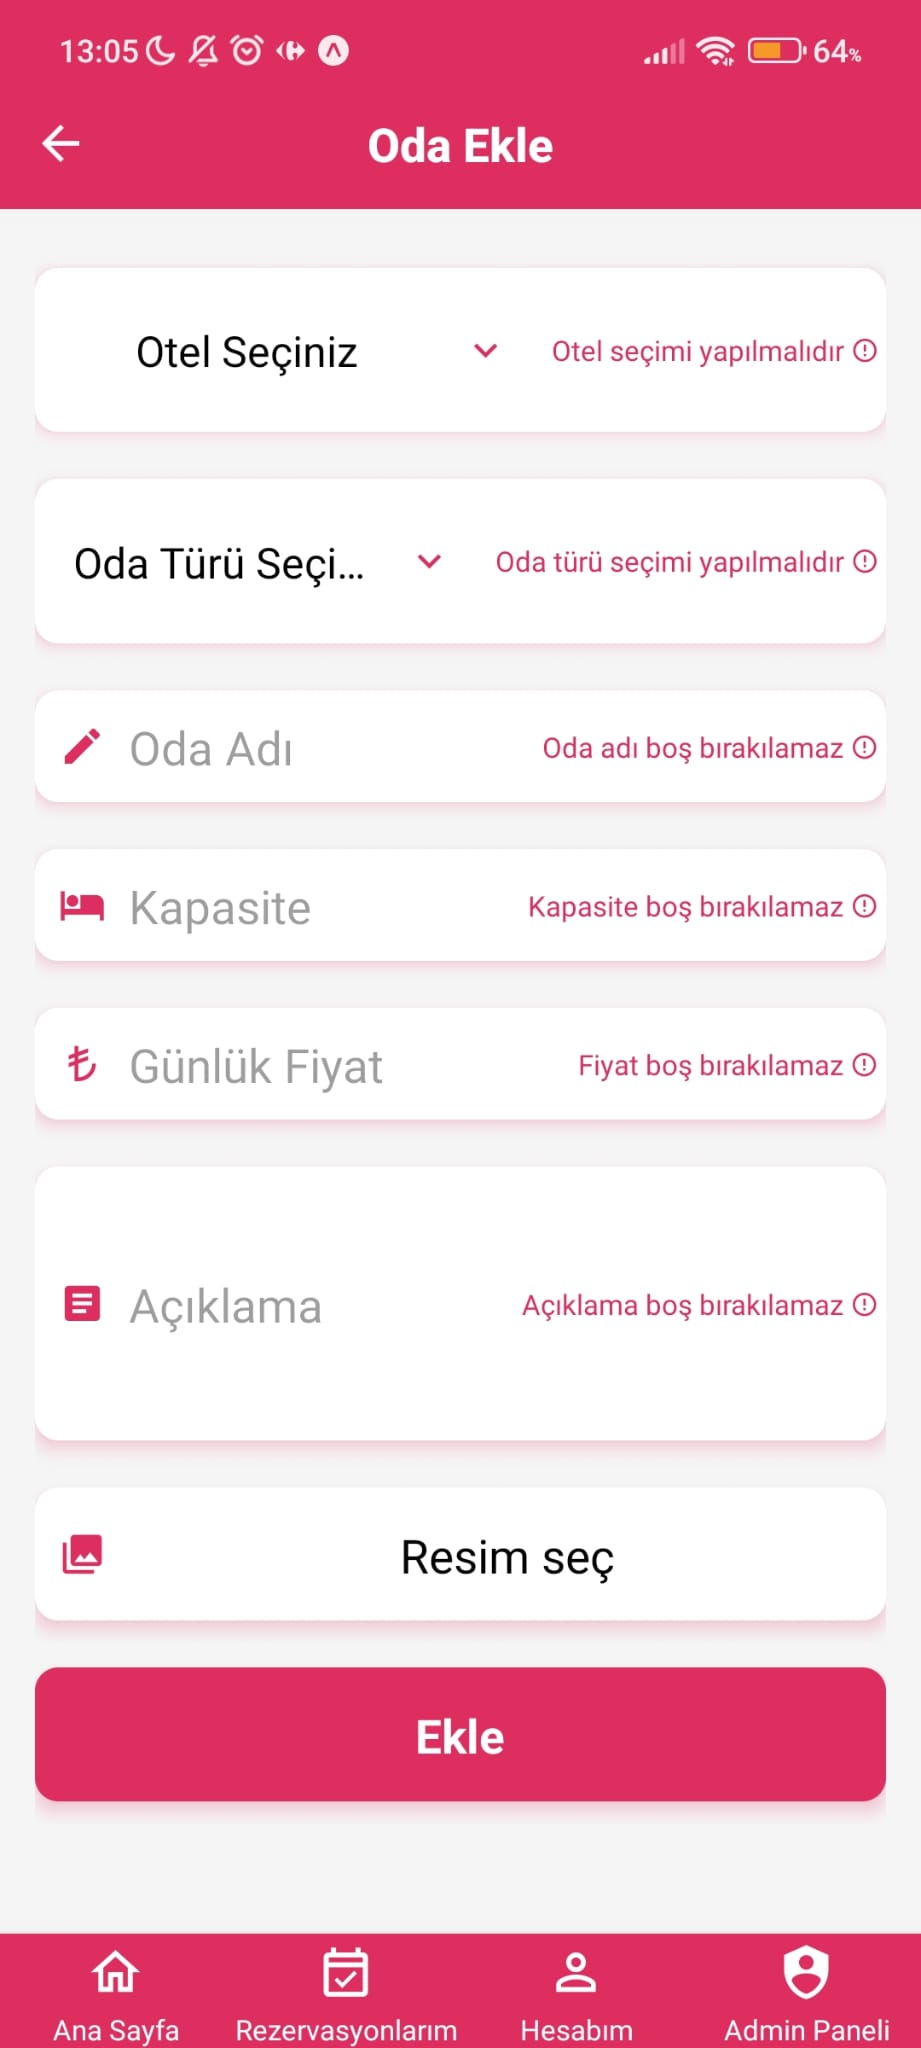 13:05
64%
Oda Ekle
Otel Seçiniz
Otel seçimi yapılmalıdır
Oda Türü Seçi...
Oda türü seçimi yapılmalıdır
Oda Adı
Oda adı boş bırakılamaz
Kapasite
Kapasite boş bırakılamaz
₺ Günlük Fiyat
Fiyat boş bırakılamaz
Açıklama
Açıklama boş bırakılamaz
Resim seç
Ekle
Ana Sayfa
Rezervasyonlarım
Hesabım
Admin Paneli